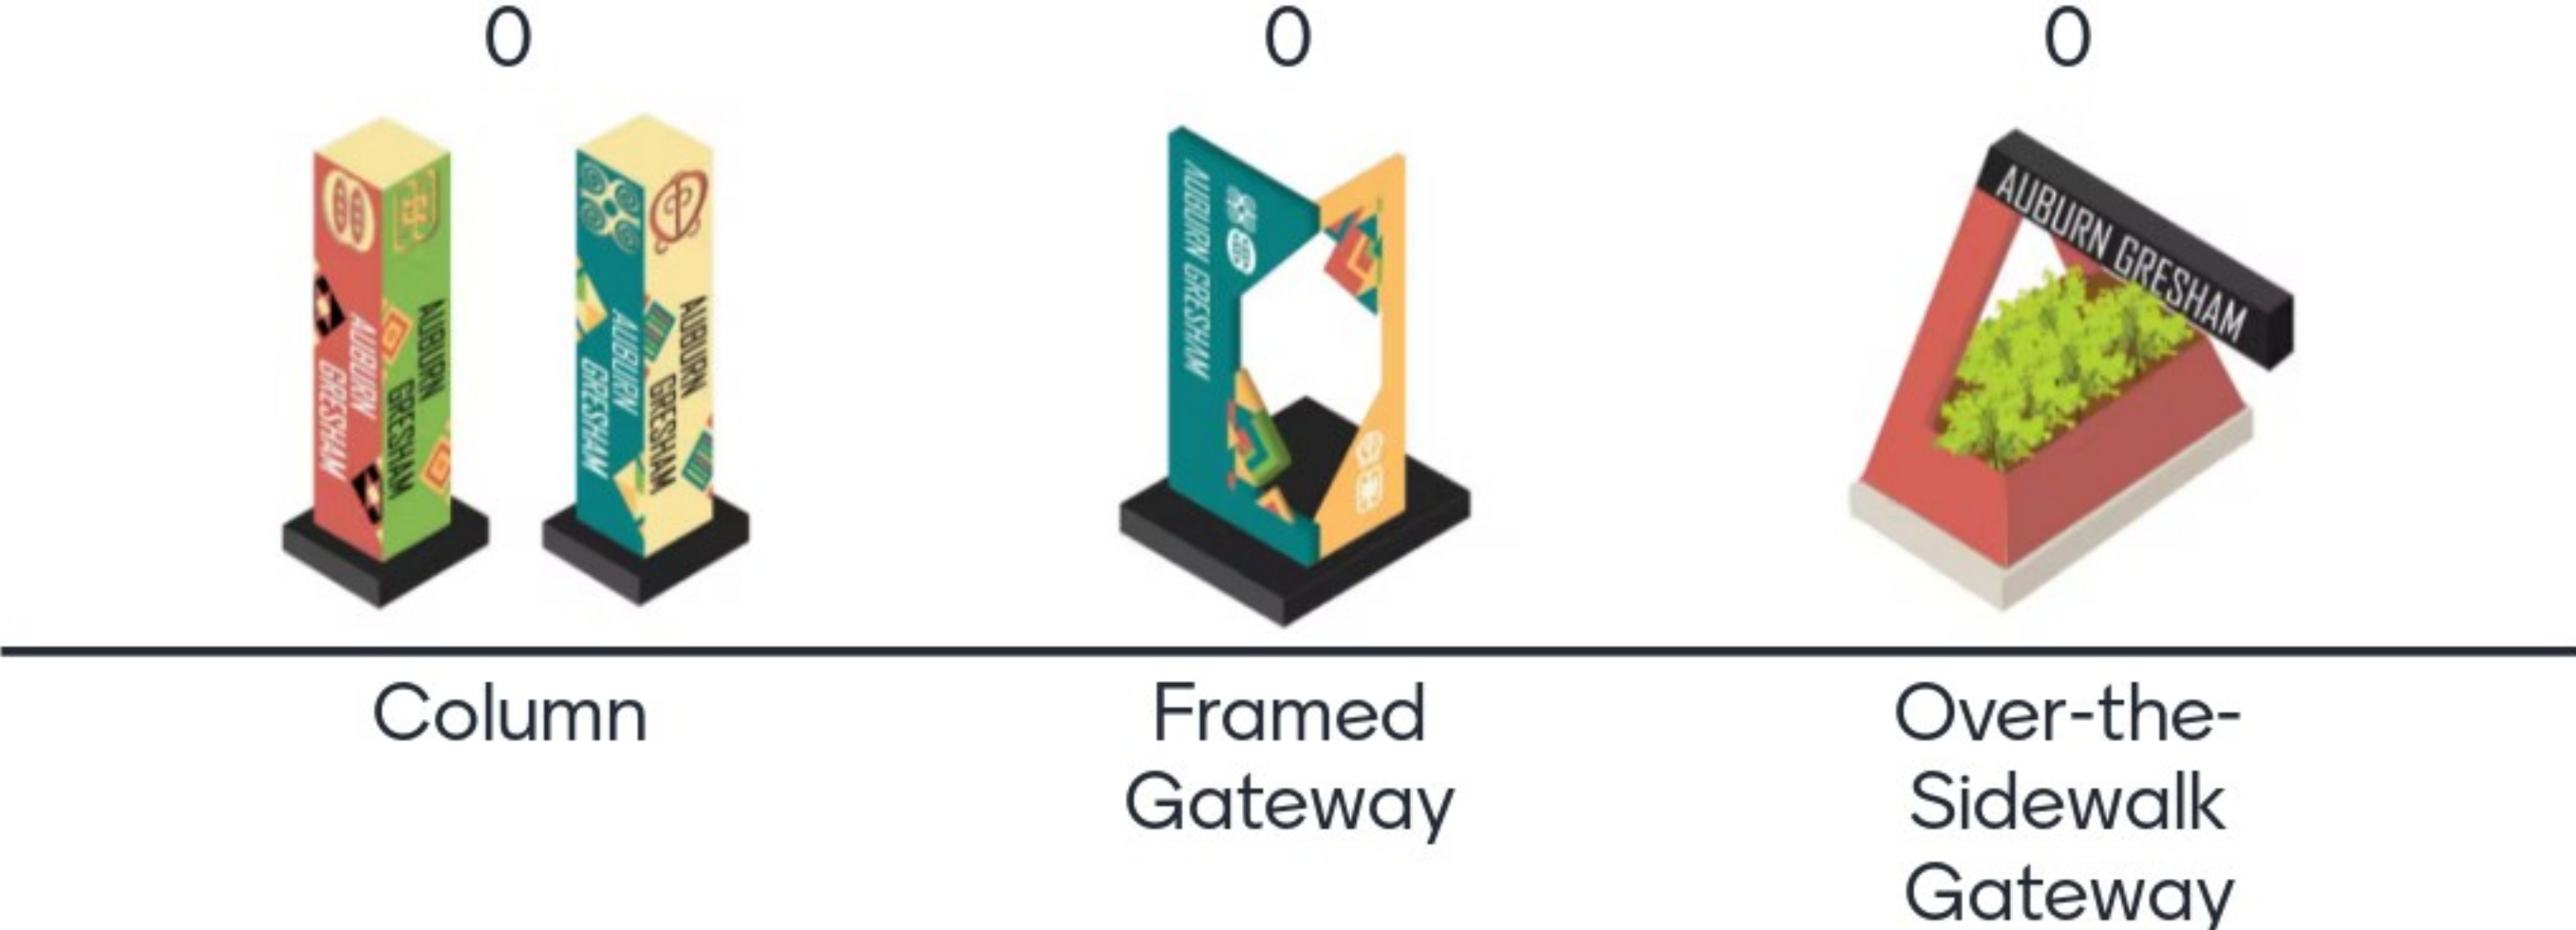 0
0
0
AUBURN
GRESHAM
AUBURN
GRESHAM
AUBURN
GRESHAM
AUBURN
GRESHAM
AUBURN GRESHAM
AUBURN GRESHAM
Column
Framed
Gateway
Over-the-
Sidewalk
Gateway